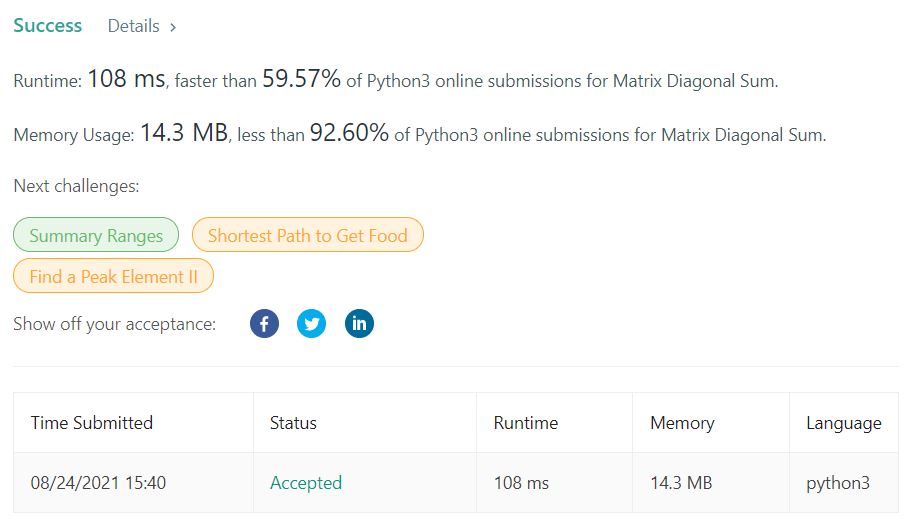 Success Details >
Runtime: 108 ms, faster than 59.57% of Python3 online submissions for Matrix Diagonal Sum.
Memory Usage: 14.3 MB, less than 92.60% of Python3 online submissions for Matrix Diagonal Sum.
Next challenges:
Summary Ranges Shortest Path to Get Food
Find a Peak Element II
Show off your acceptance: f in
Time Submitted Status Runtime Memory Language
08/24/2021 15:40 Accepted 108 ms 14.3 MB python3